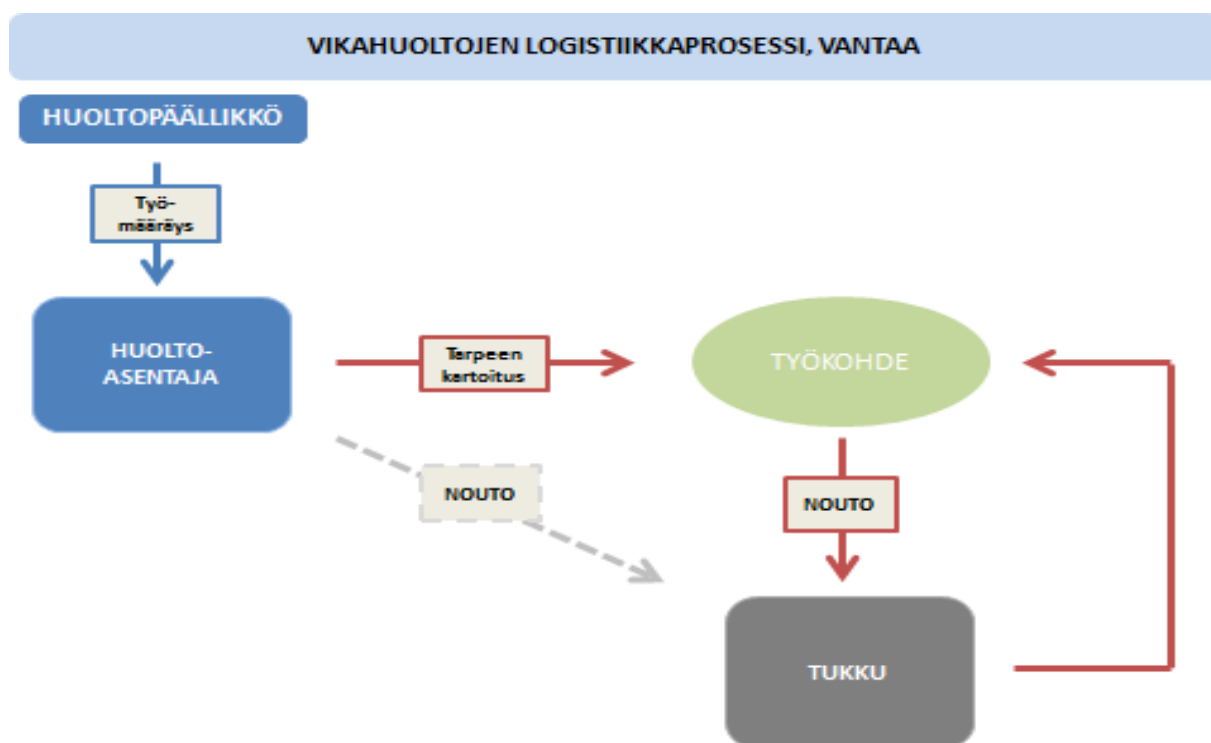 VIKAHUOLTOJEN LOGISTIIKKAPROSESSI, VANTAA
HUOLTOPÄÄLLIKKÖ
Työ-
määräys
HUOLTO-
ASENTAJA
Tarpeen
kartoitus
TYÖKOHDE
NOUTO
NOUTO
TUKKU